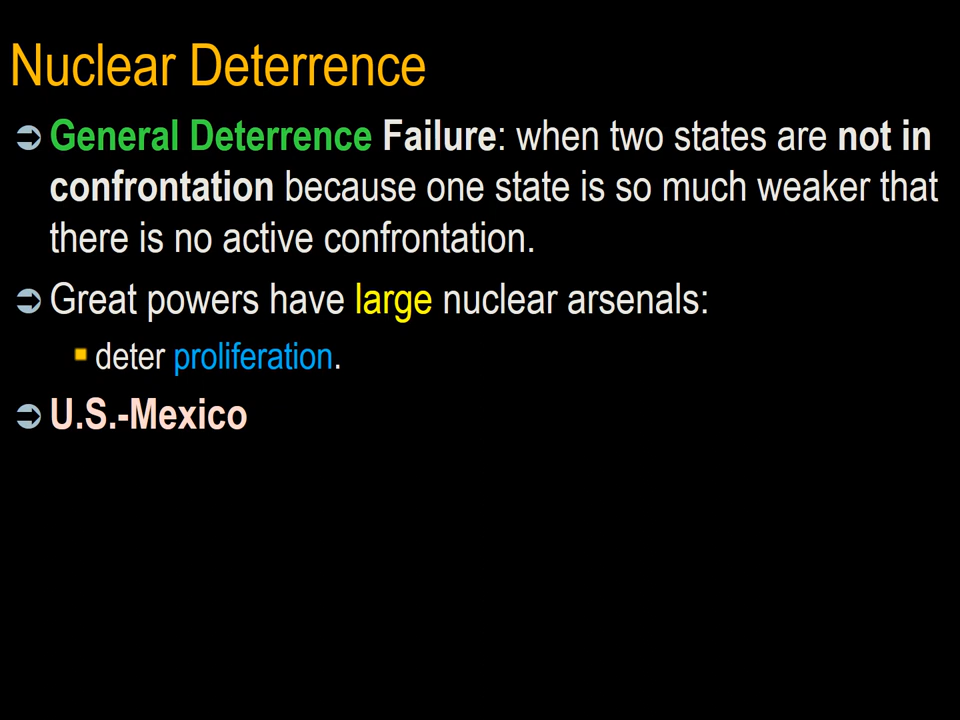 Nuclear Deterrence
General Deterrence Failure: when two states are not in
confrontation because one state is so much weaker that
there is no active confrontation.
Great powers have large nuclear arsenals:
deter proliferation.
U.S.-Mexico